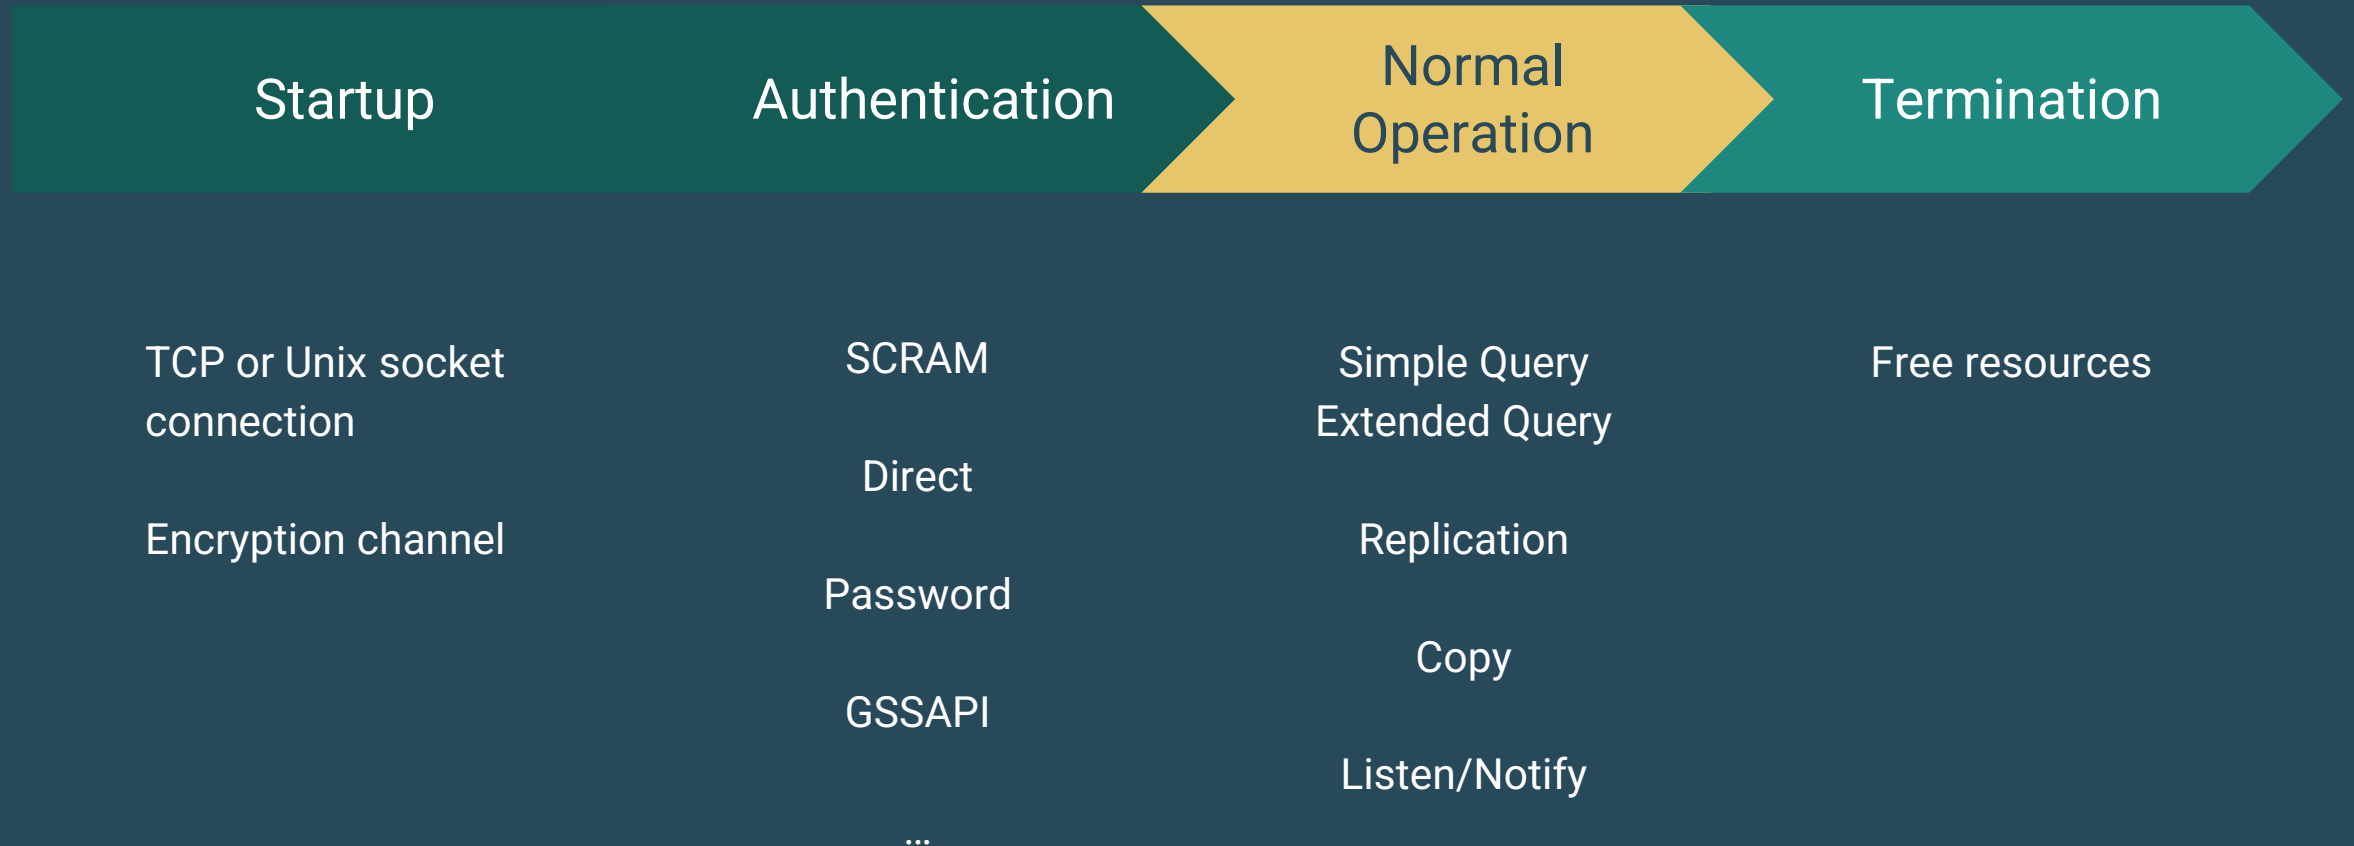 Startup
Authentication
Normal
Operation
Termination
TCP or Unix socket
connection
Encryption channel
SCRAM
Direct
Password
GSSAPI
...
Simple Query
Extended Query
Replication
Copy
Listen/Notify
Free resources